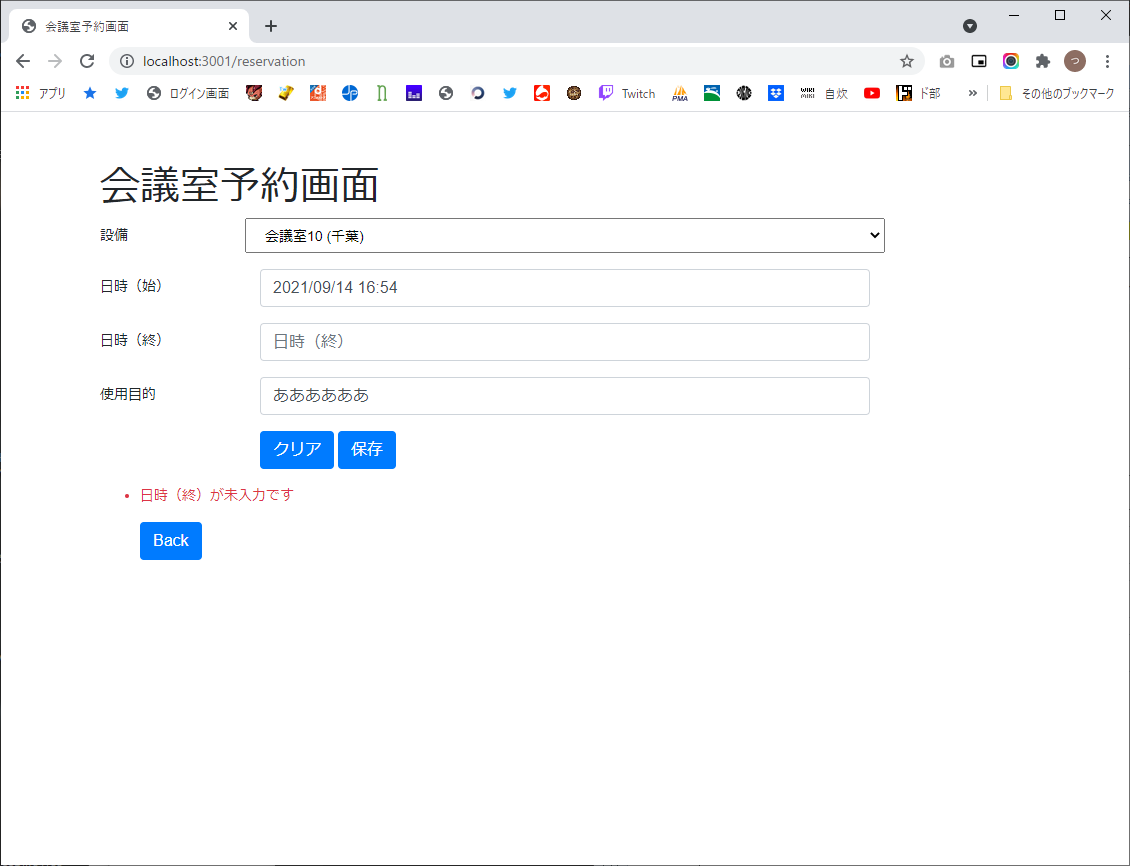 会議室予約画面
localhost:3001/reservation
アプリ ログイン画面 Twitch PMA WIKI WIKI 自炊 ド部 » その他のブックマーク
会議室予約画面
設備 会議室10 (千葉)
日時（始） 2021/09/14 16:54
日時（終） 日時（終）
使用目的 ああああああ
クリア 保存
• 日時（終）が未入力です
Back